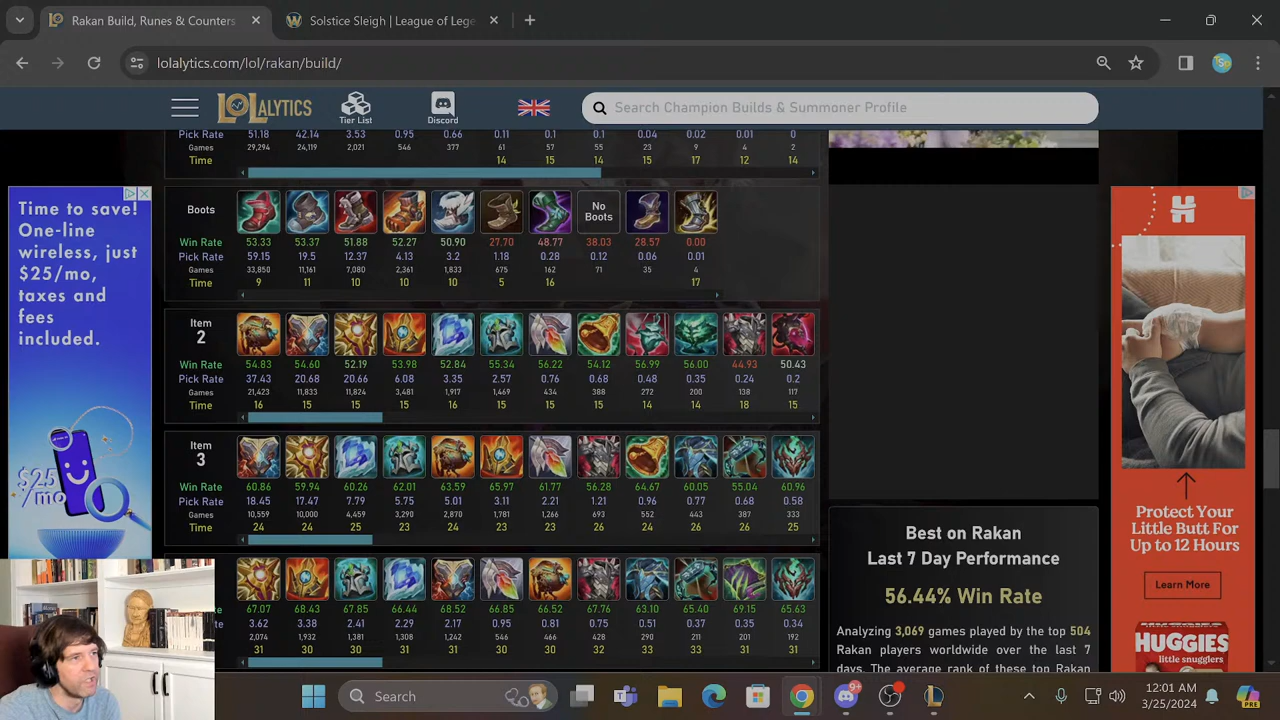 Rakan Build, Runes & Counters
Solstice Sleigh | League of Lege
lolalytics.com/lol/rakan/build/
LOLALYTICS
Tier List
Discord
Search Champion Builds & Summoner Profile
Pick Rate 51.18 42.14 3.53 0.95 0.66 0.11 0.1 0.1 0.04 0.02 0.01 0
Games 29,294 24,119 2,021 546 377 61 57 55 23 9 4 2
Time 14 15 14 15 17 12 14
Boots
No Boots
Win Rate 53.33 53.37 51.88 52.27 50.90 27.70 48.77 38.03 28.57 0.00
Pick Rate 59.15 19.5 12.37 4.13 3.2 1.18 0.28 0.12 0.06 0.01
Games 33,850 11,161 7,080 2,361 1,833 675 162 71 35 4
Time 9 11 10 10 10 5 16 17
Item
2
Win Rate 54.83 54.60 52.19 53.98 52.84 55.34 56.22 54.12 56.99 56.00 44.93 50.43
Pick Rate 37.43 20.68 20.66 6.08 3.35 2.57 0.76 0.68 0.48 0.35 0.24 0.2
Games 21,423 11,833 11,824 3,481 1,917 1,469 434 388 272 200 138 117
Time 16 15 15 15 16 15 15 15 14 14 18 15
Item
3
Win Rate 60.86 59.94 60.26 62.01 63.59 65.97 61.77 56.28 64.67 60.05 55.04 60.96
Pick Rate 18.45 17.47 7.79 5.75 5.01 3.11 2.21 1.21 0.96 0.77 0.68 0.58
Games 10,559 10,000 4,459 3,290 2,870 1,781 1,266 693 552 443 387 333
Time 24 24 25 24 24 23 23 26 24 26 26 25
67.07 68.43 67.85 66.44 68.52 66.85 66.52 67.76 63.10 65.40 69.15 65.63
3.62 3.38 2.41 2.29 2.17 0.95 0.81 0.75 0.51 0.37 0.35 0.34
2,074 1,932 1,381 1,308 1,242 546 466 428 290 211 201 192
31 30 30 31 30 30 30 32 33 33 31 31
Best on Rakan
Last 7 Day Performance
56.44% Win Rate
Analyzing 3,069 games played by the top 504
Rakan players worldwide over the last 7
days. The average rank of these top Rakan
Time to save!
One-line
wireless, just
$25/mo,
taxes and
fees
included.
$25
/mo
H
Protect Your
Little Butt For
Up to 12 Hours
Learn More
HUGGIES
little snugglers
Search
9+
12:01 AM
3/25/2024
PRE